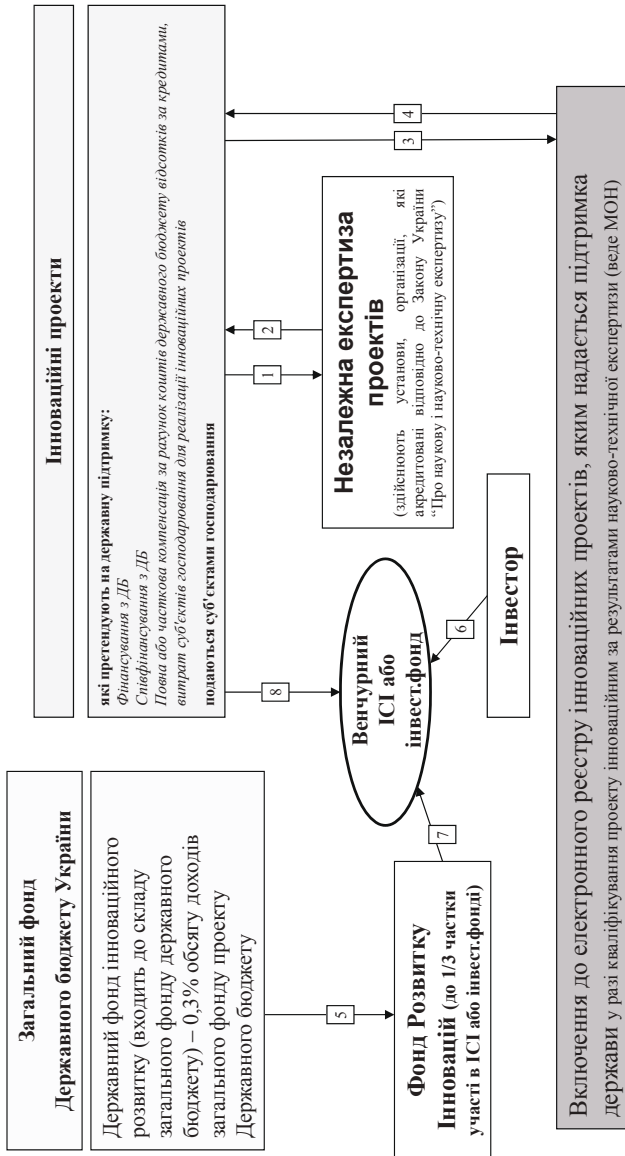 Загальний фонд
Державного бюджету України
Державний фонд інноваційного
розвитку (входить до складу
загального фонду державного
бюджету) – 0,3% обсягу доходів
загального фонду проекту
Державного бюджету
5
Фонд Розвитку
Інновацій (до 1/3 частки
участі в ІСІ або інвест.фонді)
7
Інноваційні проекти
які претендують на державну підтримку:
Фінансування з ДБ
Співфінансування з ДБ
Повна або часткова компенсація за рахунок коштів державного бюджету відсотків за кредитами,
витрат суб'єктів господарювання для реалізації інноваційних проектів
подаються суб'єктами господарювання
8
1
2
3
4
Венчурний
ІСІ або
інвест.фонд
6
Інвестор
Незалежна експертиза
проектів
(здійснюють установи, організації, які
акредитовані відповідно до Закону України
“Про наукову і науково-технічну експертизу”)
Включення до електронного реєстру інноваційних проектів, яким надається підтримка
держави у разі кваліфікування проекту інноваційним за результатами науково-технічної експертизи (веде МОН)